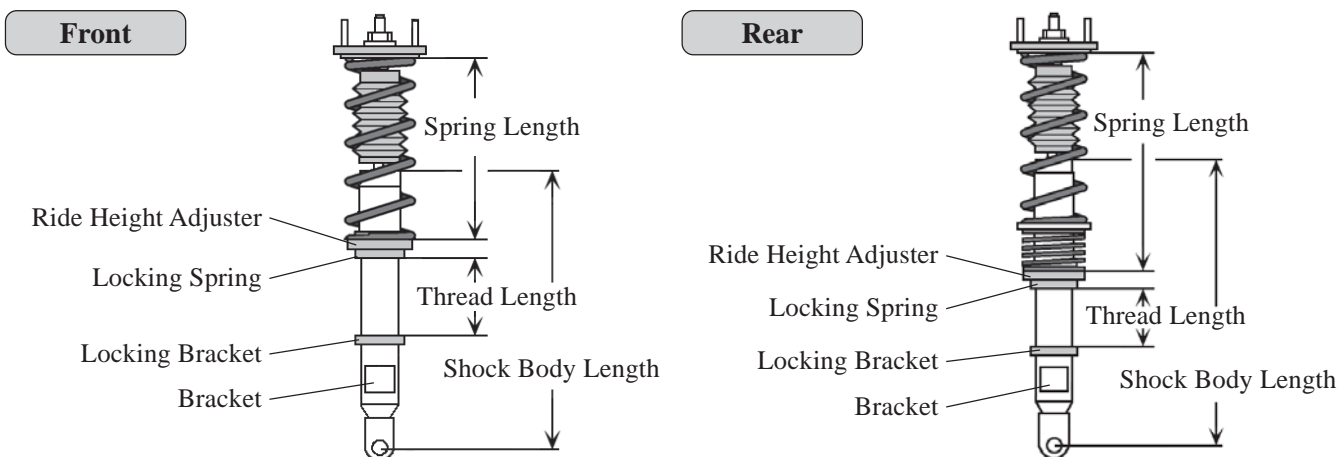 Front
Spring Length
Ride Height Adjuster
Locking Spring
Thread Length
Locking Bracket
Shock Body Length
Bracket
Rear
Spring Length
Ride Height Adjuster
Locking Spring
Thread Length
Locking Bracket
Shock Body Length
Bracket